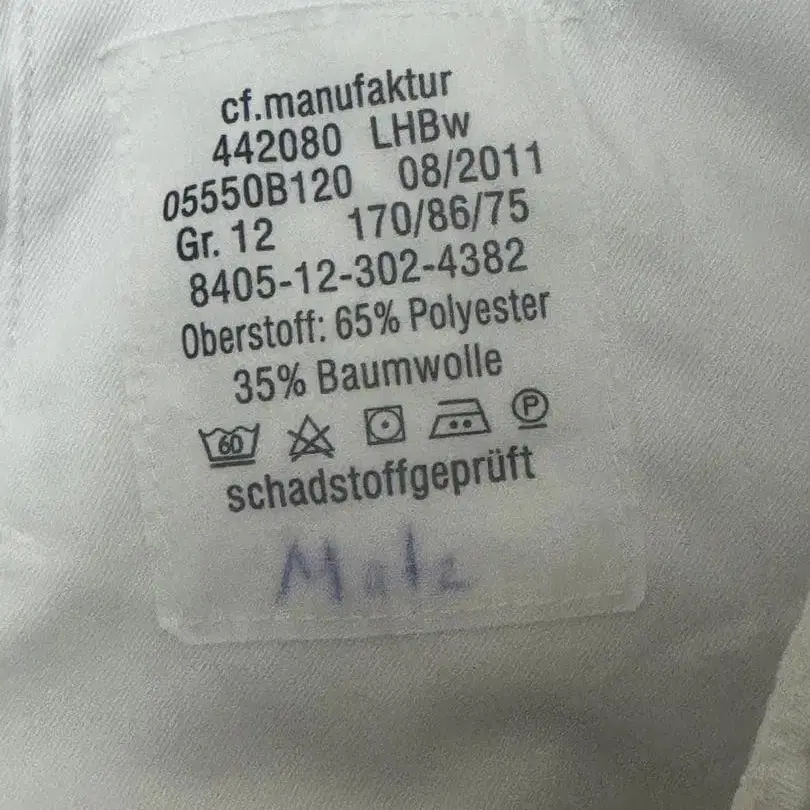 cf.manufaktur
442080 LHBw
05550B120 08/2011
Gr. 12 170/86/75
8405-12-302-4382
Oberstoff: 65% Polyester
35% Baumwolle
60 P
schadstoffgeprüft
Matz